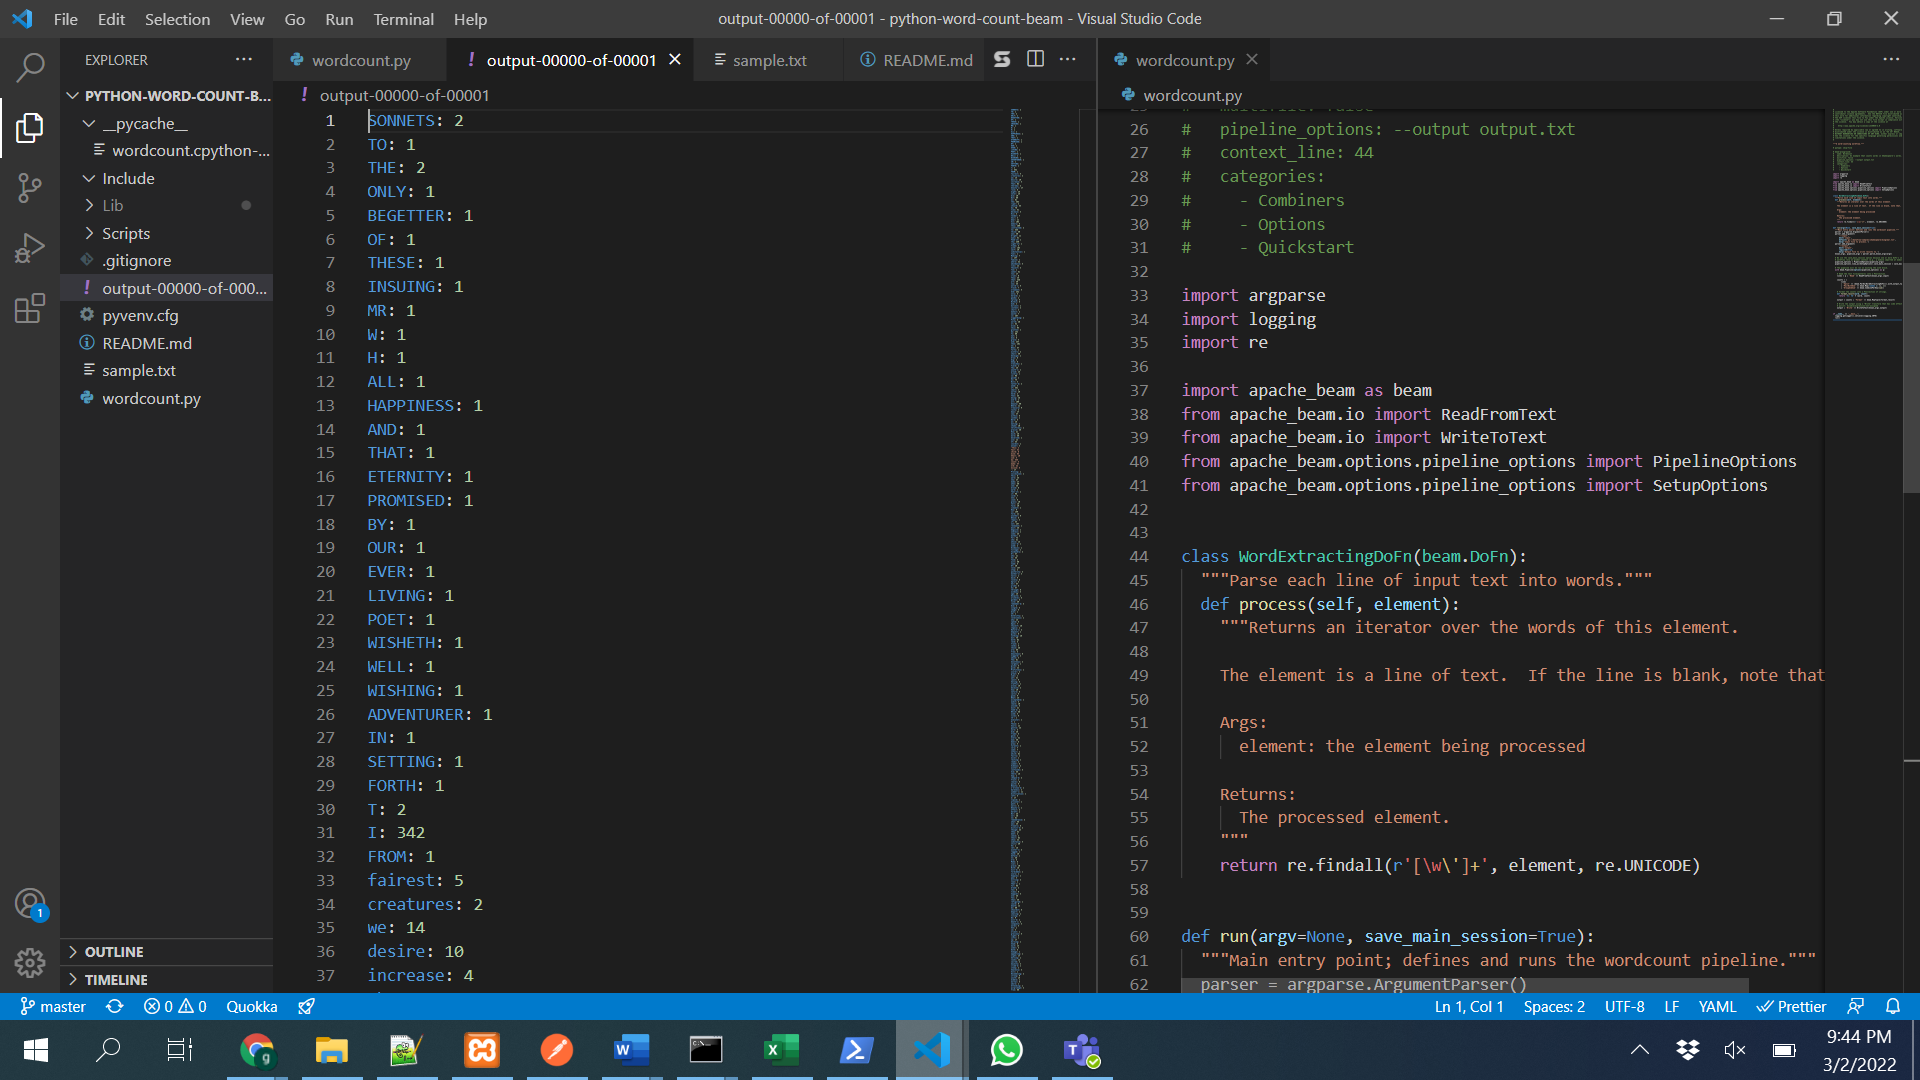 File Edit Selection View Go Run Terminal Help
output-00000-of-00001 - python-word-count-beam - Visual Studio Code
EXPLORER
PYTHON-WORD-COUNT-B...
__pycache__
wordcount.cpython-...
Include
Lib
Scripts
.gitignore
output-00000-of-000...
pyvenv.cfg
README.md
sample.txt
wordcount.py
OUTLINE
TIMELINE
wordcount.py
output-00000-of-00001
sample.txt
README.md
output-00000-of-00001
1 SONNETS: 2
2 TO: 1
3 THE: 2
4 ONLY: 1
5 BEGETTER: 1
6 OF: 1
7 THESE: 1
8 INSUING: 1
9 MR: 1
10 W: 1
11 H: 1
12 ALL: 1
13 HAPPINESS: 1
14 AND: 1
15 THAT: 1
16 ETERNITY: 1
17 PROMISED: 1
18 BY: 1
19 OUR: 1
20 EVER: 1
21 LIVING: 1
22 POET: 1
23 WISHETH: 1
24 WELL: 1
25 WISHING: 1
26 ADVENTURER: 1
27 IN: 1
28 SETTING: 1
29 FORTH: 1
30 T: 2
31 I: 342
32 FROM: 1
33 fairest: 5
34 creatures: 2
35 we: 14
36 desire: 10
37 increase: 4
wordcount.py
wordcount.py
26 #   pipeline_options: --output output.txt
27 #   context_line: 44
28 #   categories:
29 #     - Combiners
30 #     - Options
31 #     - Quickstart
32
33 import argparse
34 import logging
35 import re
36
37 import apache_beam as beam
38 from apache_beam.io import ReadFromText
39 from apache_beam.io import WriteToText
40 from apache_beam.options.pipeline_options import PipelineOptions
41 from apache_beam.options.pipeline_options import SetupOptions
42
43
44 class WordExtractingDoFn(beam.DoFn):
45   """Parse each line of input text into words."""
46   def process(self, element):
47     """Returns an iterator over the words of this element.
48
49     The element is a line of text.  If the line is blank, note that
50
51     Args:
52       element: the element being processed
53
54     Returns:
55       The processed element.
56     """
57     return re.findall(r'[\w\']+', element, re.UNICODE)
58
59
60 def run(argv=None, save_main_session=True):
61   """Main entry point; defines and runs the wordcount pipeline."""
62   parser = argparse.ArgumentParser()
1
master 0 0 Quokka
Ln 1, Col 1 Spaces: 2 UTF-8 LF YAML Prettier
9:44 PM
3/2/2022